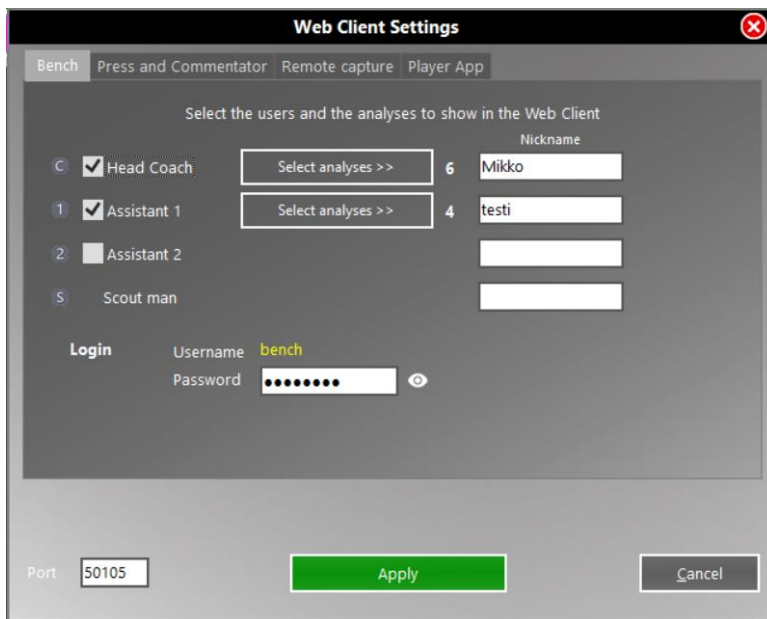 Web Client Settings
Bench Press and Commentator Remote capture Player App
Select the users and the analyses to show in the Web Client
Nickname
C Head Coach Select analyses >> 6 Mikko
1 Assistant 1 Select analyses >> 4 testi
2 Assistant 2
S Scout man
Login Username bench
Password ••••••••
Port 50105 Apply Cancel